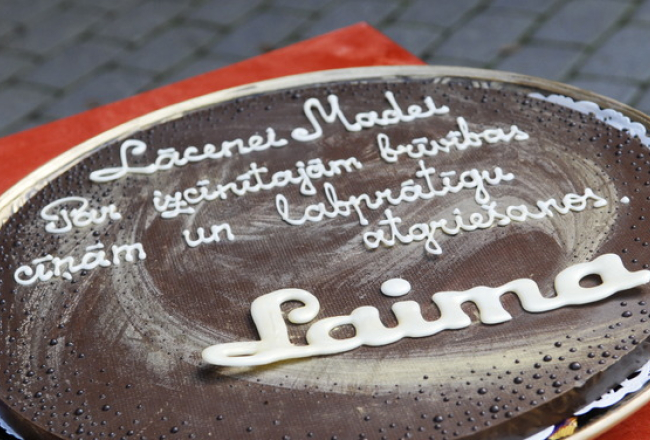 Lācenei Madei
Par izcīnītajām brīvības
cīņām un labprātīgu
atgriešanos.
Laima